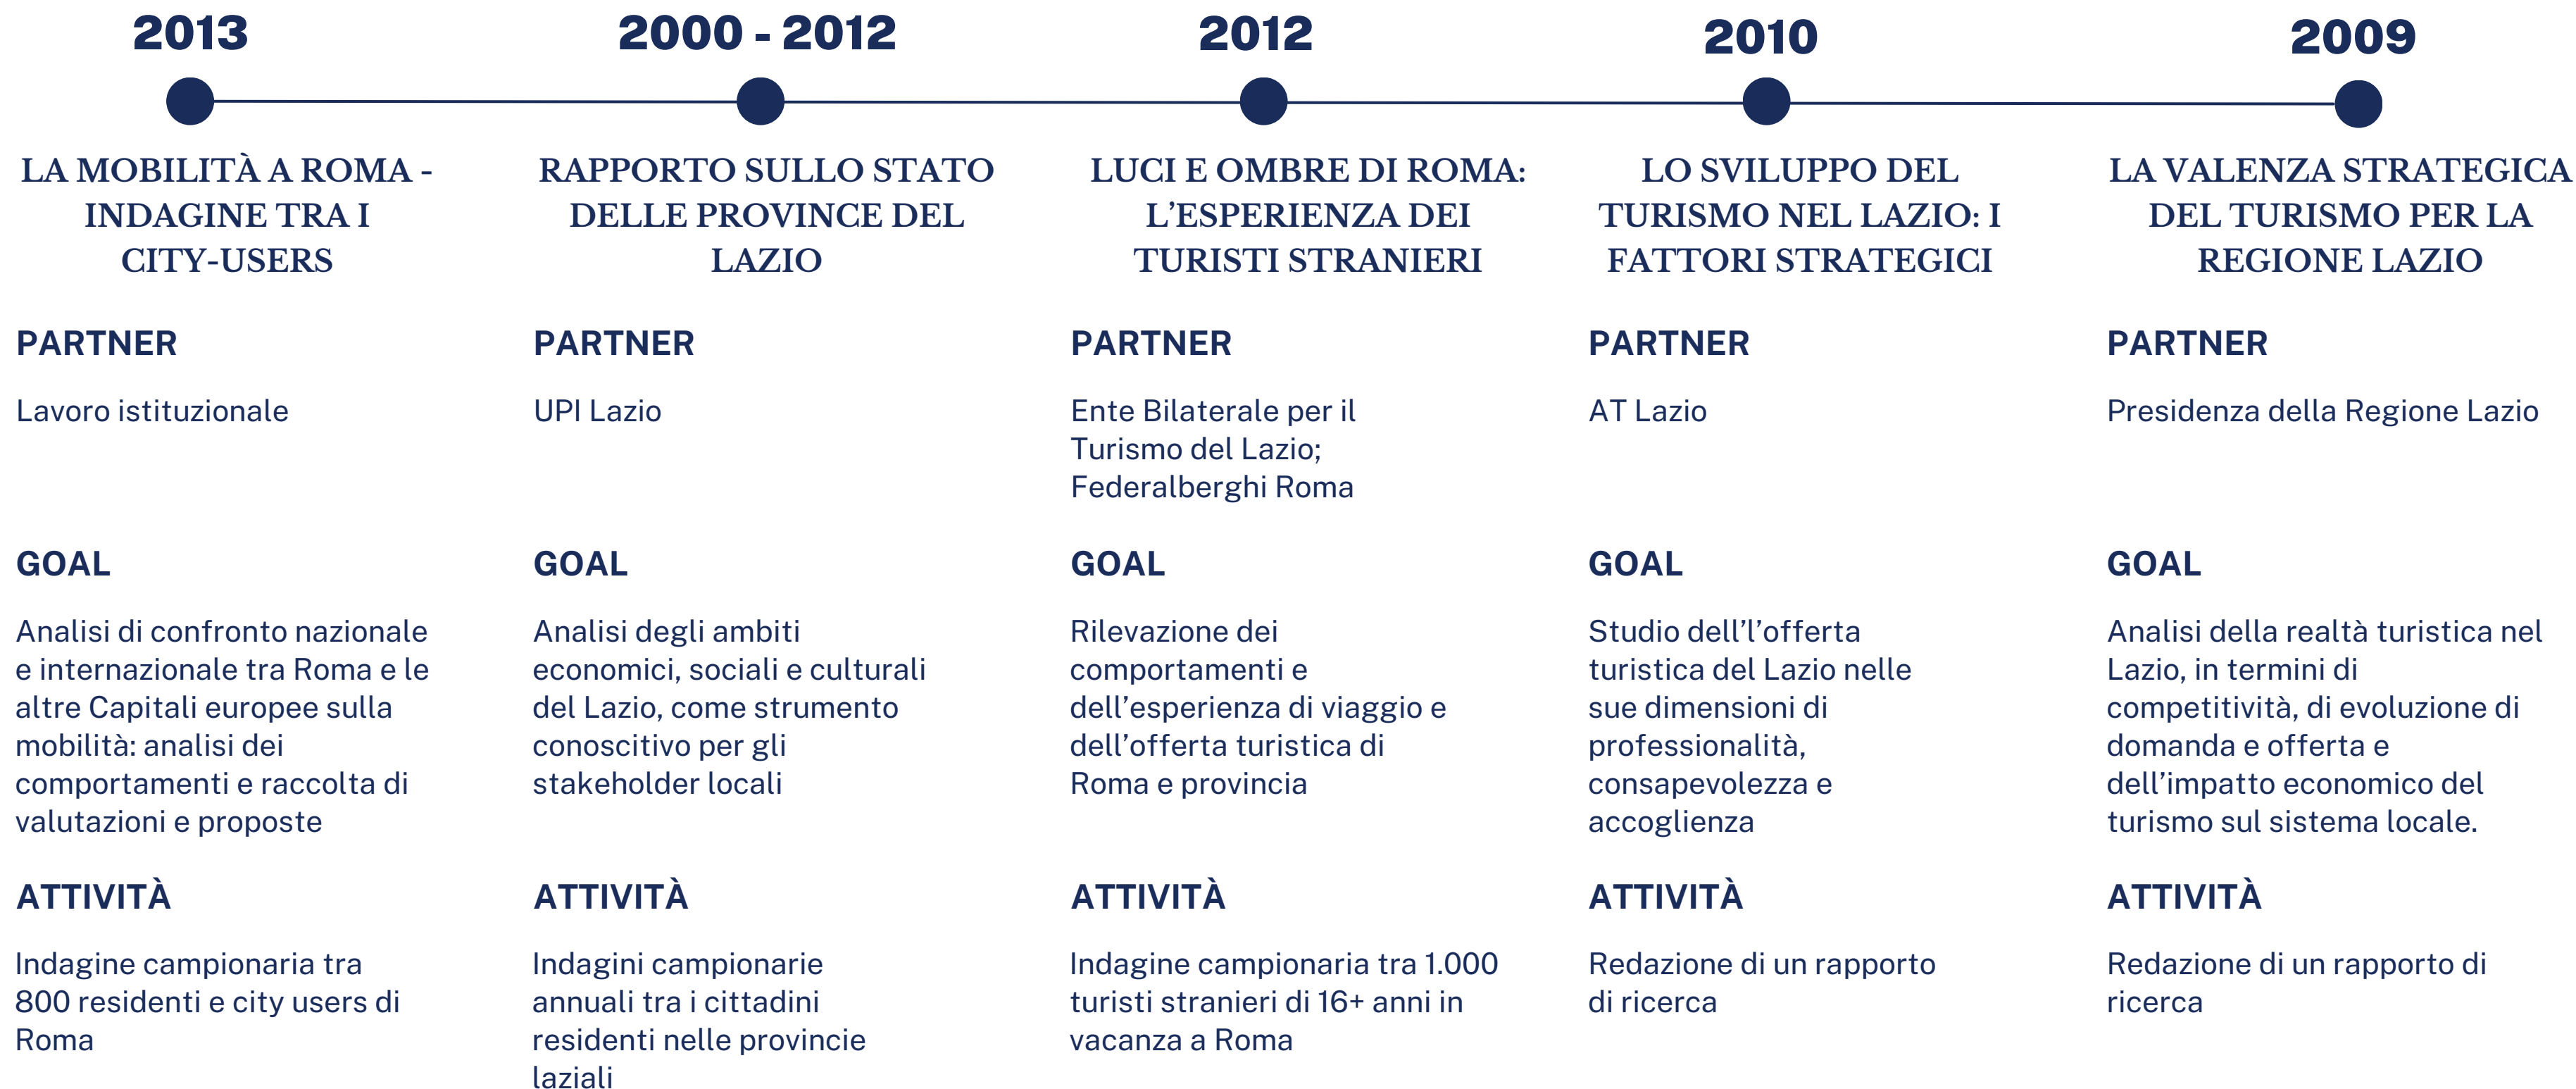 2013
LA MOBILITÀ A ROMA -
INDAGINE TRA I
CITY-USERS
PARTNER
Lavoro istituzionale
GOAL
Analisi di confronto nazionale
e internazionale tra Roma e le
altre Capitali europee sulla
mobilità: analisi dei
comportamenti e raccolta di
valutazioni e proposte
ATTIVITÀ
Indagine campionaria tra
800 residenti e city users di
Roma
2000 - 2012
RAPPORTO SULLO STATO
DELLE PROVINCE DEL
LAZIO
PARTNER
UPI Lazio
GOAL
Analisi degli ambiti
economici, sociali e culturali
del Lazio, come strumento
conoscitivo per gli
stakeholder locali
ATTIVITÀ
Indagini campionarie
annuali tra i cittadini
residenti nelle provincie
laziali
2012
LUCI E OMBRE DI ROMA:
L’ESPERIENZA DEI
TURISTI STRANIERI
PARTNER
Ente Bilaterale per il
Turismo del Lazio;
Federalberghi Roma
GOAL
Rilevazione dei
comportamenti e
dell’esperienza di viaggio e
dell’offerta turistica di
Roma e provincia
ATTIVITÀ
Indagine campionaria tra 1.000
turisti stranieri di 16+ anni in
vacanza a Roma
2010
LO SVILUPPO DEL
TURISMO NEL LAZIO: I
FATTORI STRATEGICI
PARTNER
AT Lazio
GOAL
Studio dell’l’offerta
turistica del Lazio nelle
sue dimensioni di
professionalità,
consapevolezza e
accoglienza
ATTIVITÀ
Redazione di un rapporto
di ricerca
2009
LA VALENZA STRATEGICA
DEL TURISMO PER LA
REGIONE LAZIO
PARTNER
Presidenza della Regione Lazio
GOAL
Analisi della realtà turistica nel
Lazio, in termini di
competitività, di evoluzione di
domanda e offerta e
dell’impatto economico del
turismo sul sistema locale.
ATTIVITÀ
Redazione di un rapporto di
ricerca